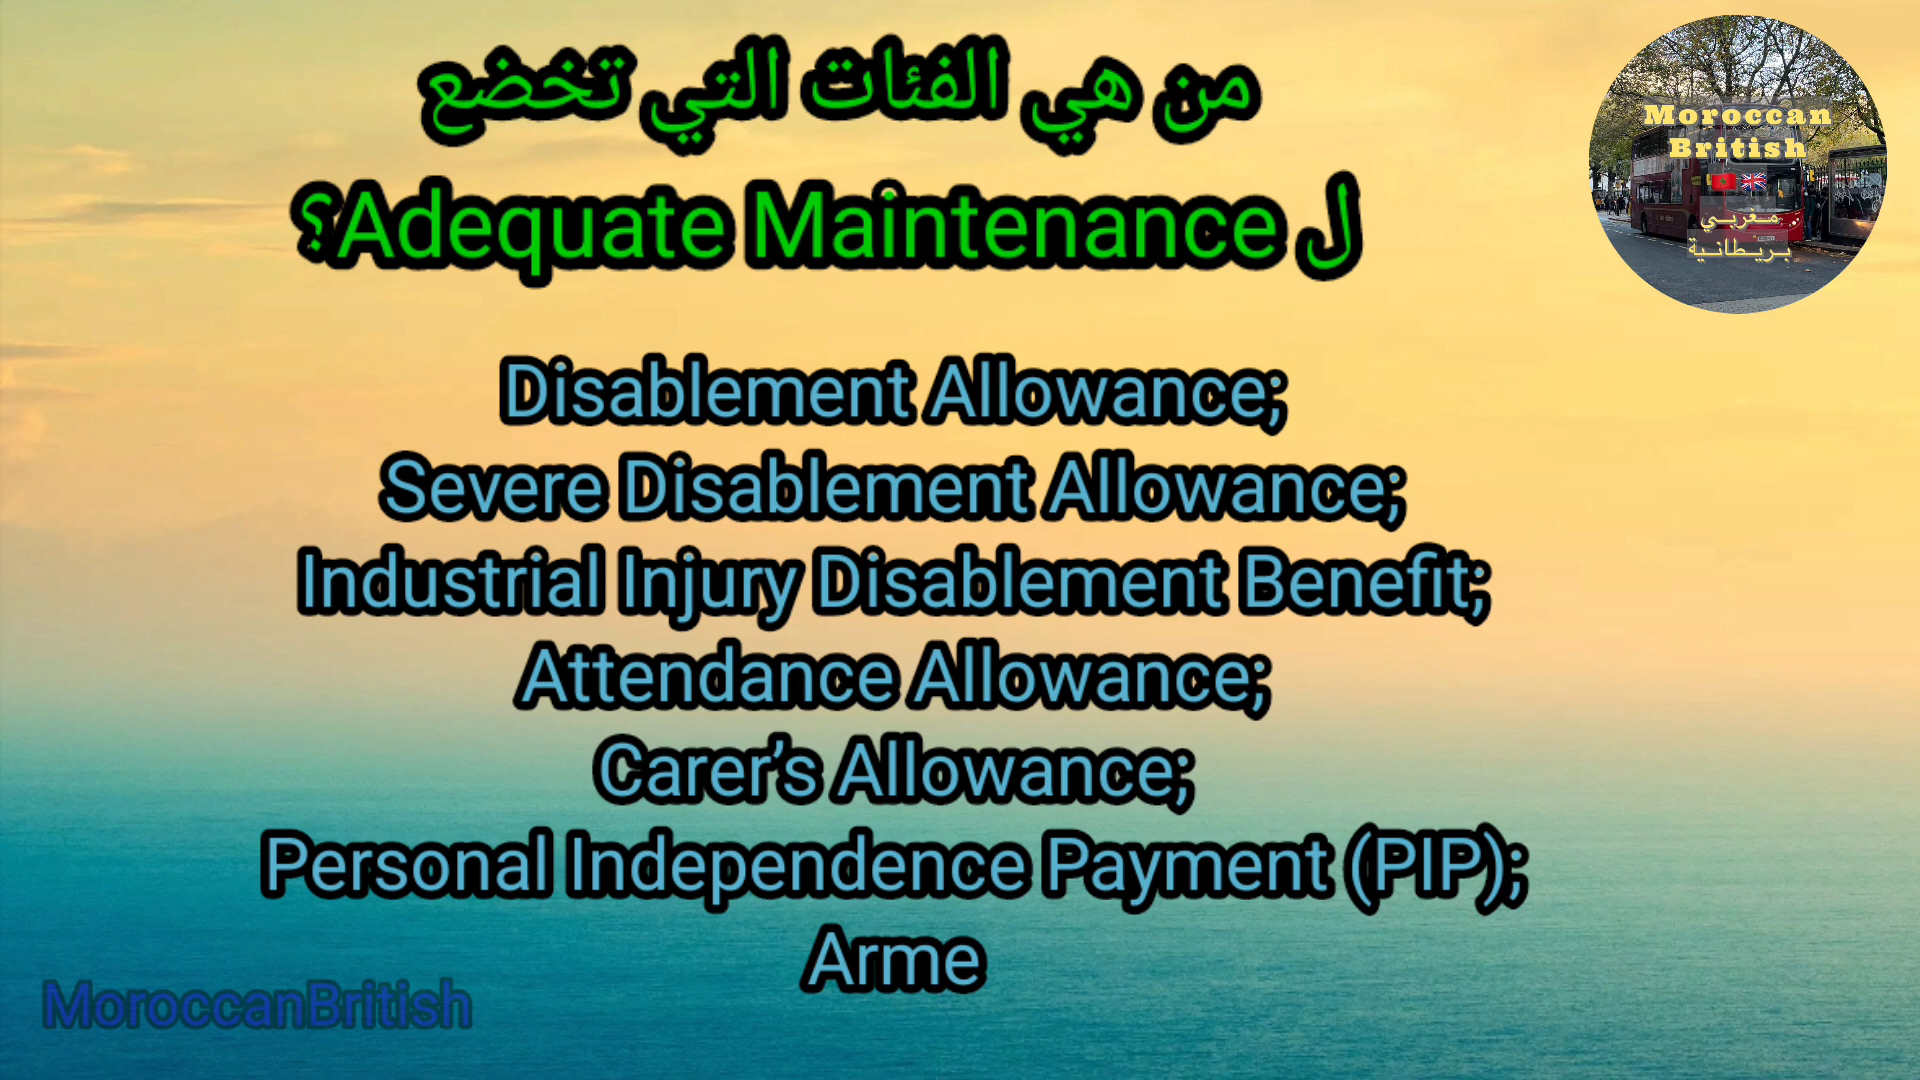 من هي الفئات التي تخضع
ل Adequate Maintenance؟
Disablement Allowance;
Severe Disablement Allowance;
Industrial Injury Disablement Benefit;
Attendance Allowance;
Carer’s Allowance;
Personal Independence Payment (PIP);
Arme
Moroccan
British
مغربي
بريطانية
MoroccanBritish